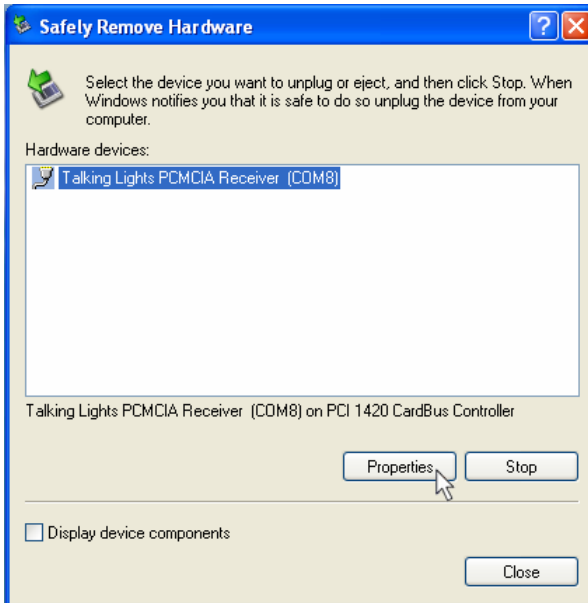 Safely Remove Hardware
Select the device you want to unplug or eject, and then click Stop. When
Windows notifies you that it is safe to do so unplug the device from your
computer.
Hardware devices:
Talking Lights PCMCIA Receiver (COM8)
Talking Lights PCMCIA Receiver (COM8) on PCI 1420 CardBus Controller
Properties Stop
Display device components
Close